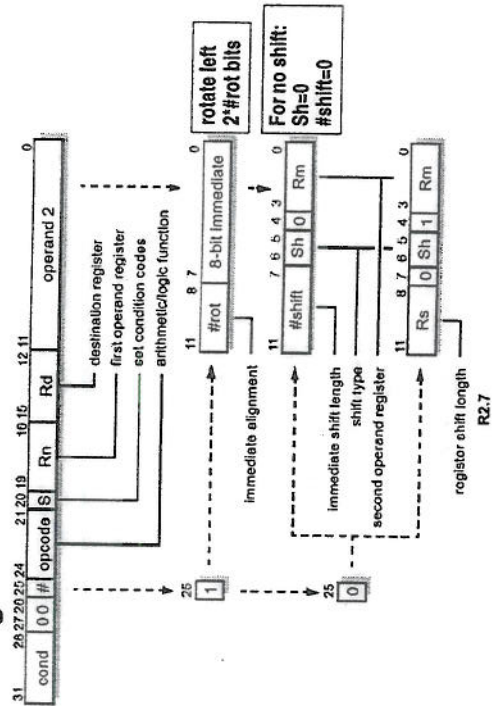 31 28 27 26 25 24 21 20 19 16 15 12 11 0
cond 0 0 # opcode S Rn Rd operand 2
destination register
first operand register
set condition codes
arithmetic/logic function
25
1
11 8 7 0
#rot 8-bit immediate
immediate alignment
rotate left
2*#rot bits
11 7 6 5 4 3 0
#shift Sh 0 Rm
For no shift:
Sh=0
#shift=0
25
0
immediate shift length
shift type
second operand register
11 8 7 6 5 4 3 0
Rs 0 Sh 1 Rm
register shift length
R2.7